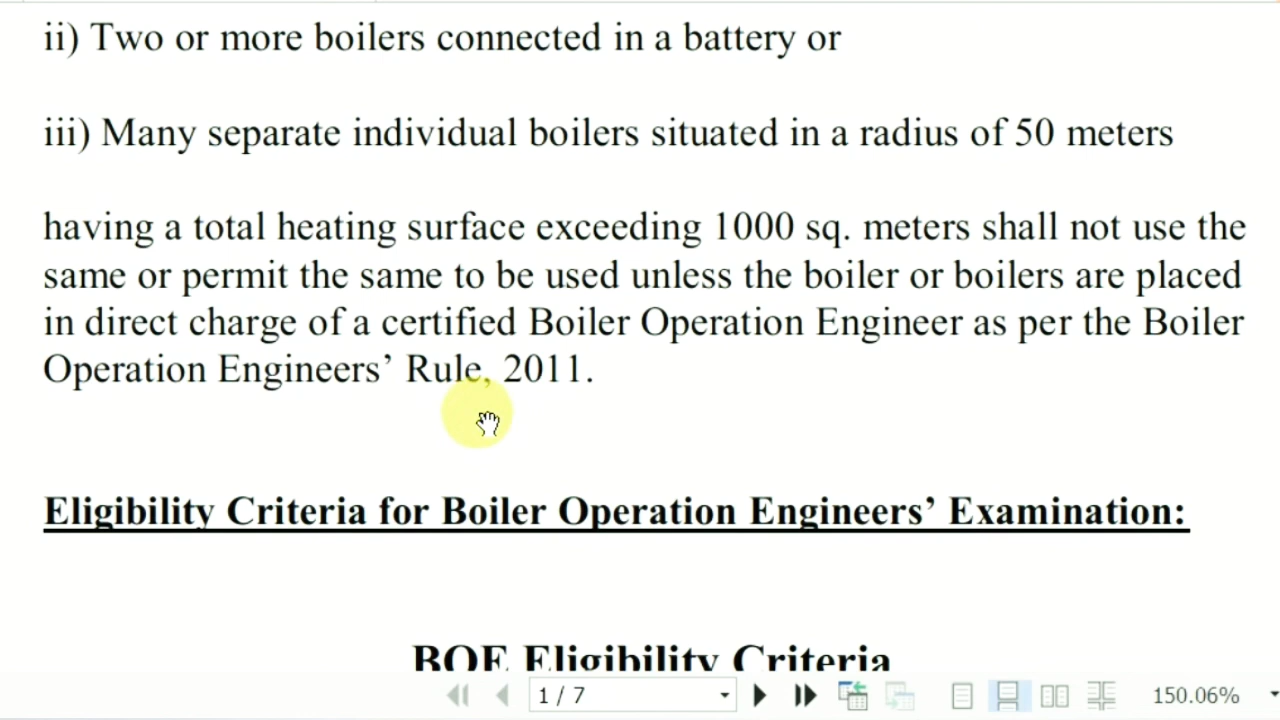 ii) Two or more boilers connected in a battery or
iii) Many separate individual boilers situated in a radius of 50 meters
having a total heating surface exceeding 1000 sq. meters shall not use the
same or permit the same to be used unless the boiler or boilers are placed
in direct charge of a certified Boiler Operation Engineer as per the Boiler
Operation Engineers’ Rule, 2011.
Eligibility Criteria for Boiler Operation Engineers’ Examination:
BOE Eligibility Criteria
1 / 7
150.06%